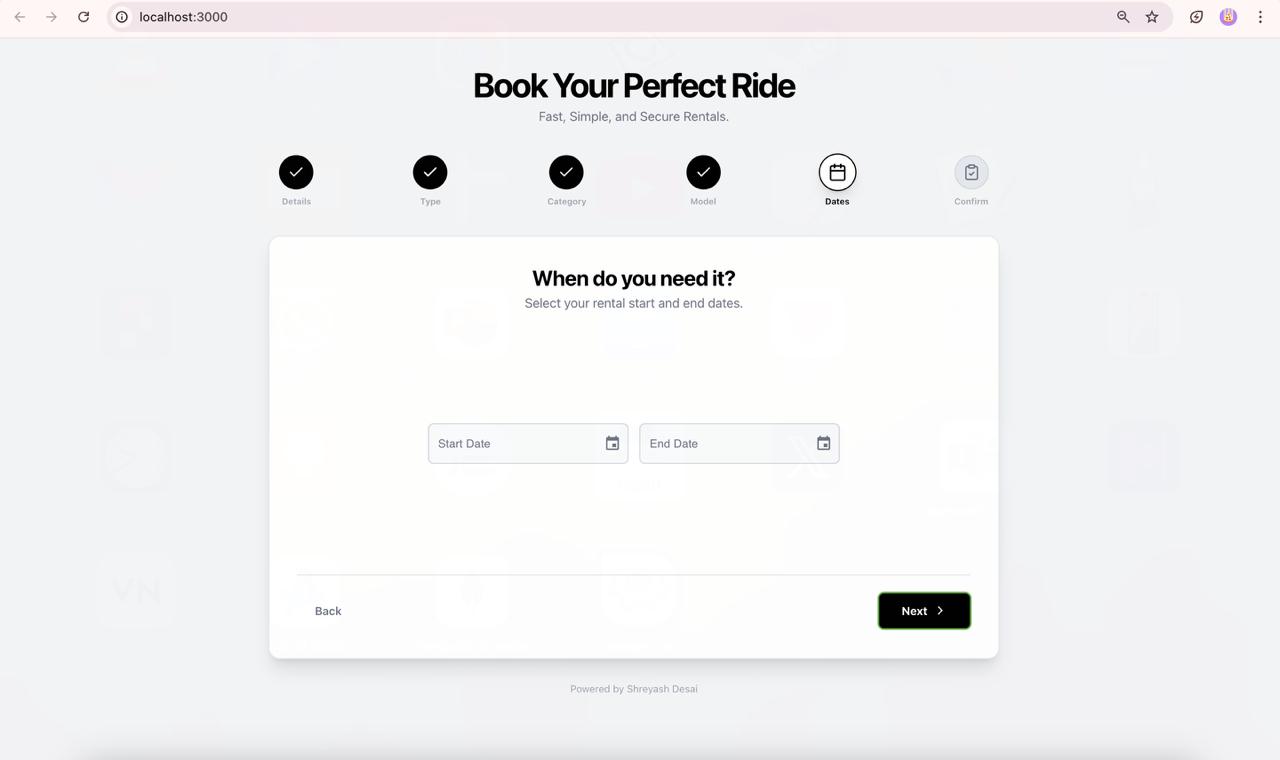 localhost:3000
Book Your Perfect Ride
Fast, Simple, and Secure Rentals.
Details
Type
Category
Model
Dates
Confirm
When do you need it?
Select your rental start and end dates.
Start Date
End Date
VN
Back
Next
Powered by Shreyash Desai